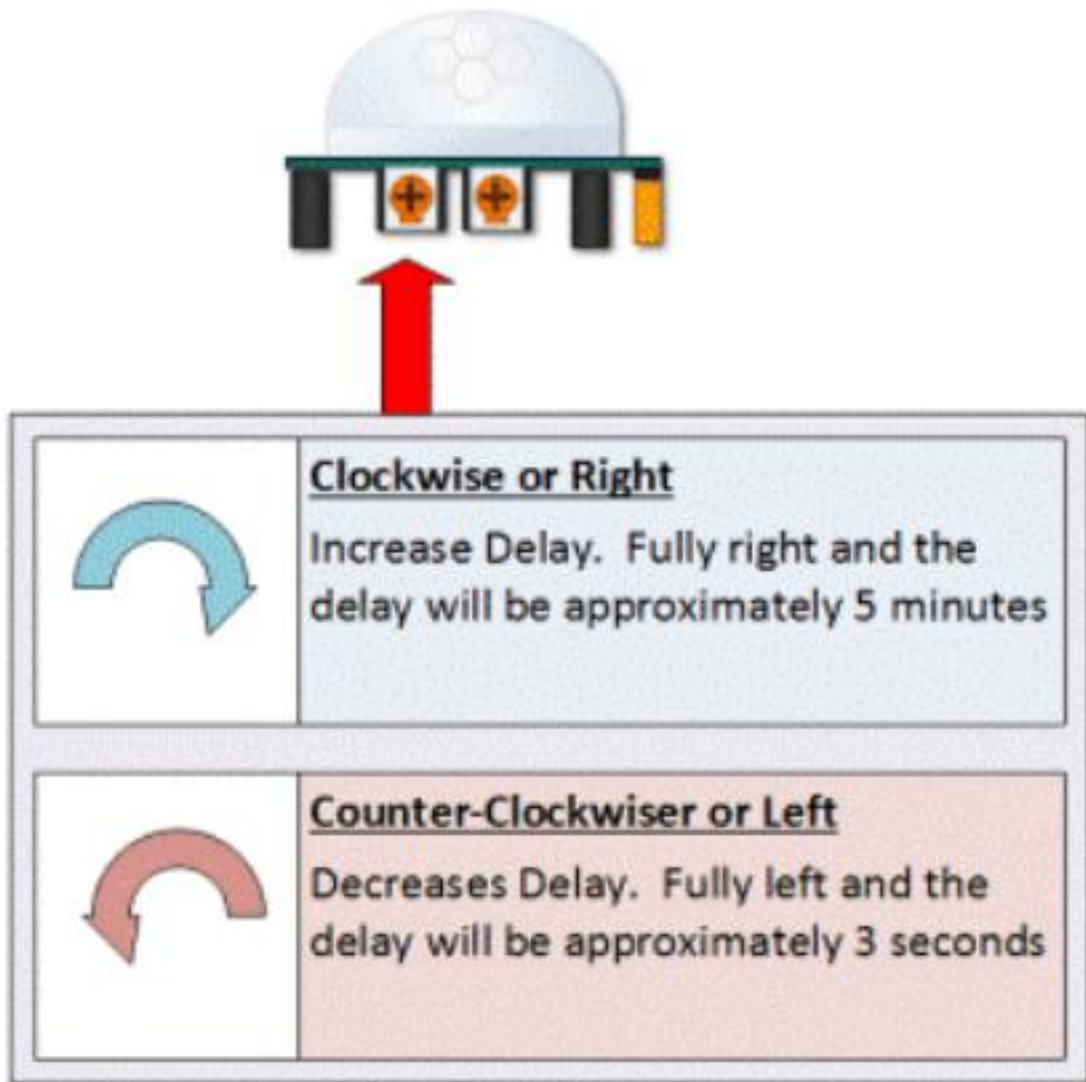 Clockwise or Right
Increase Delay. Fully right and the
delay will be approximately 5 minutes
Counter-Clockwiser or Left
Decreases Delay. Fully left and the
delay will be approximately 3 seconds